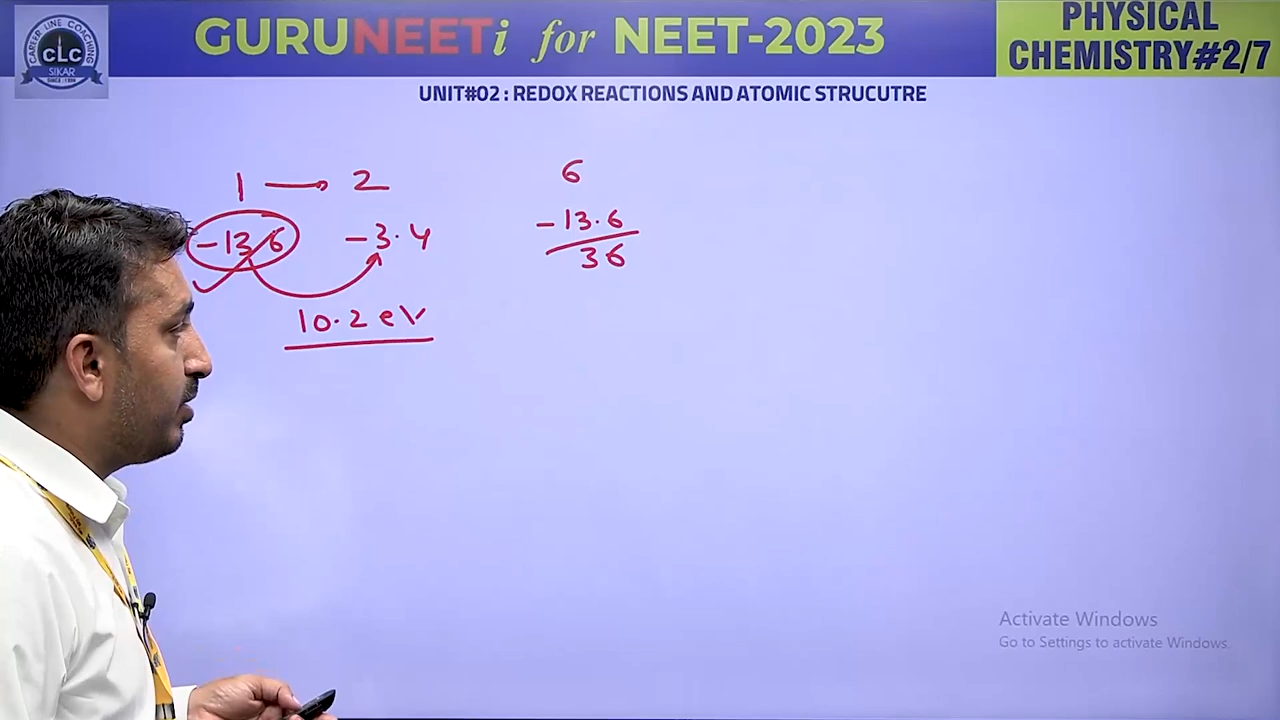 CAREER LINE COACHING
CLC
SIKAR
SINCE : 1996
GURUNEETi for NEET-2023
PHYSICAL
CHEMISTRY#2/7
UNIT#02 : REDOX REACTIONS AND ATOMIC STRUCUTRE
1 → 2
-13.6 -3.4
10.2 eV
6
-13.6
36
Activate Windows
Go to Settings to activate Windows.